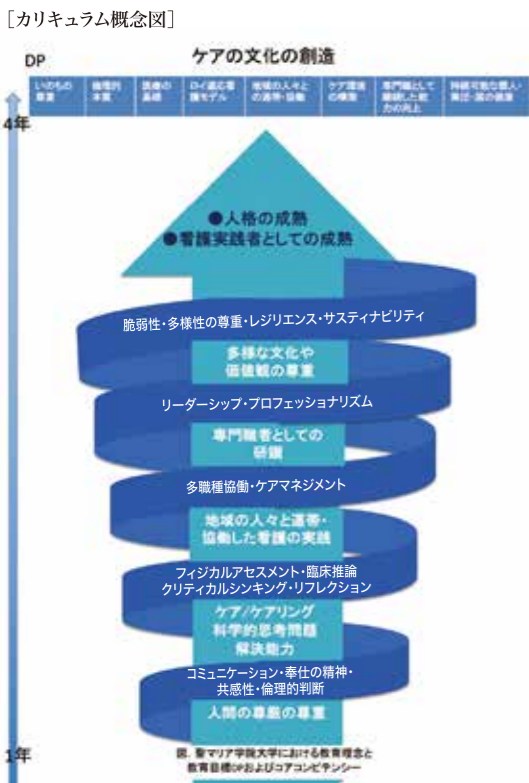 ［カリキュラム概念図］
DP
ケアの文化の創造
いのちの
尊重
倫理的
医療の
基礎
ロイ適応看
護モデル
地域の人々と
の連帯・協働
ケア環境
の構築
専門職として
継続した能
力の向上
持続可能な個人・
4年
●人格の成熟
●看護実践者としての成熟
脆弱性・多様性の尊重・レジリエンス・サスティナビリティ
多様な文化や
価値観の尊重
リーダーシップ・プロフェッショナリズム
専門職者としての
研鑽
多職種協働・ケアマネジメント
地域の人々と連帯・
協働した看護の実践
フィジカルアセスメント・臨床推論
クリティカルシンキング・リフレクション
ケア/ケアリング
科学的思考問題
解決能力
コミュニケーション・奉仕の精神・
共感性・倫理的判断
人間の尊厳の尊重
1年
図．聖マリア学院大学における教育理念と
教育目標DPおよびコアコンピテンシー